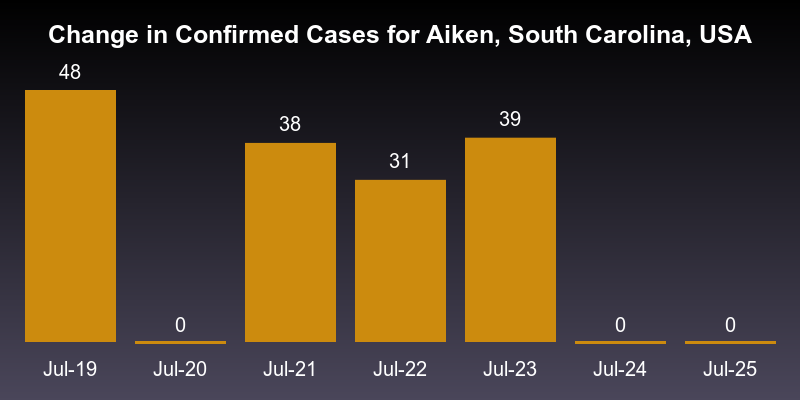 Change in Confirmed Cases for Aiken, South Carolina, USA
48
0
38
31
39
0
0
Jul-19
Jul-20
Jul-21
Jul-22
Jul-23
Jul-24
Jul-25